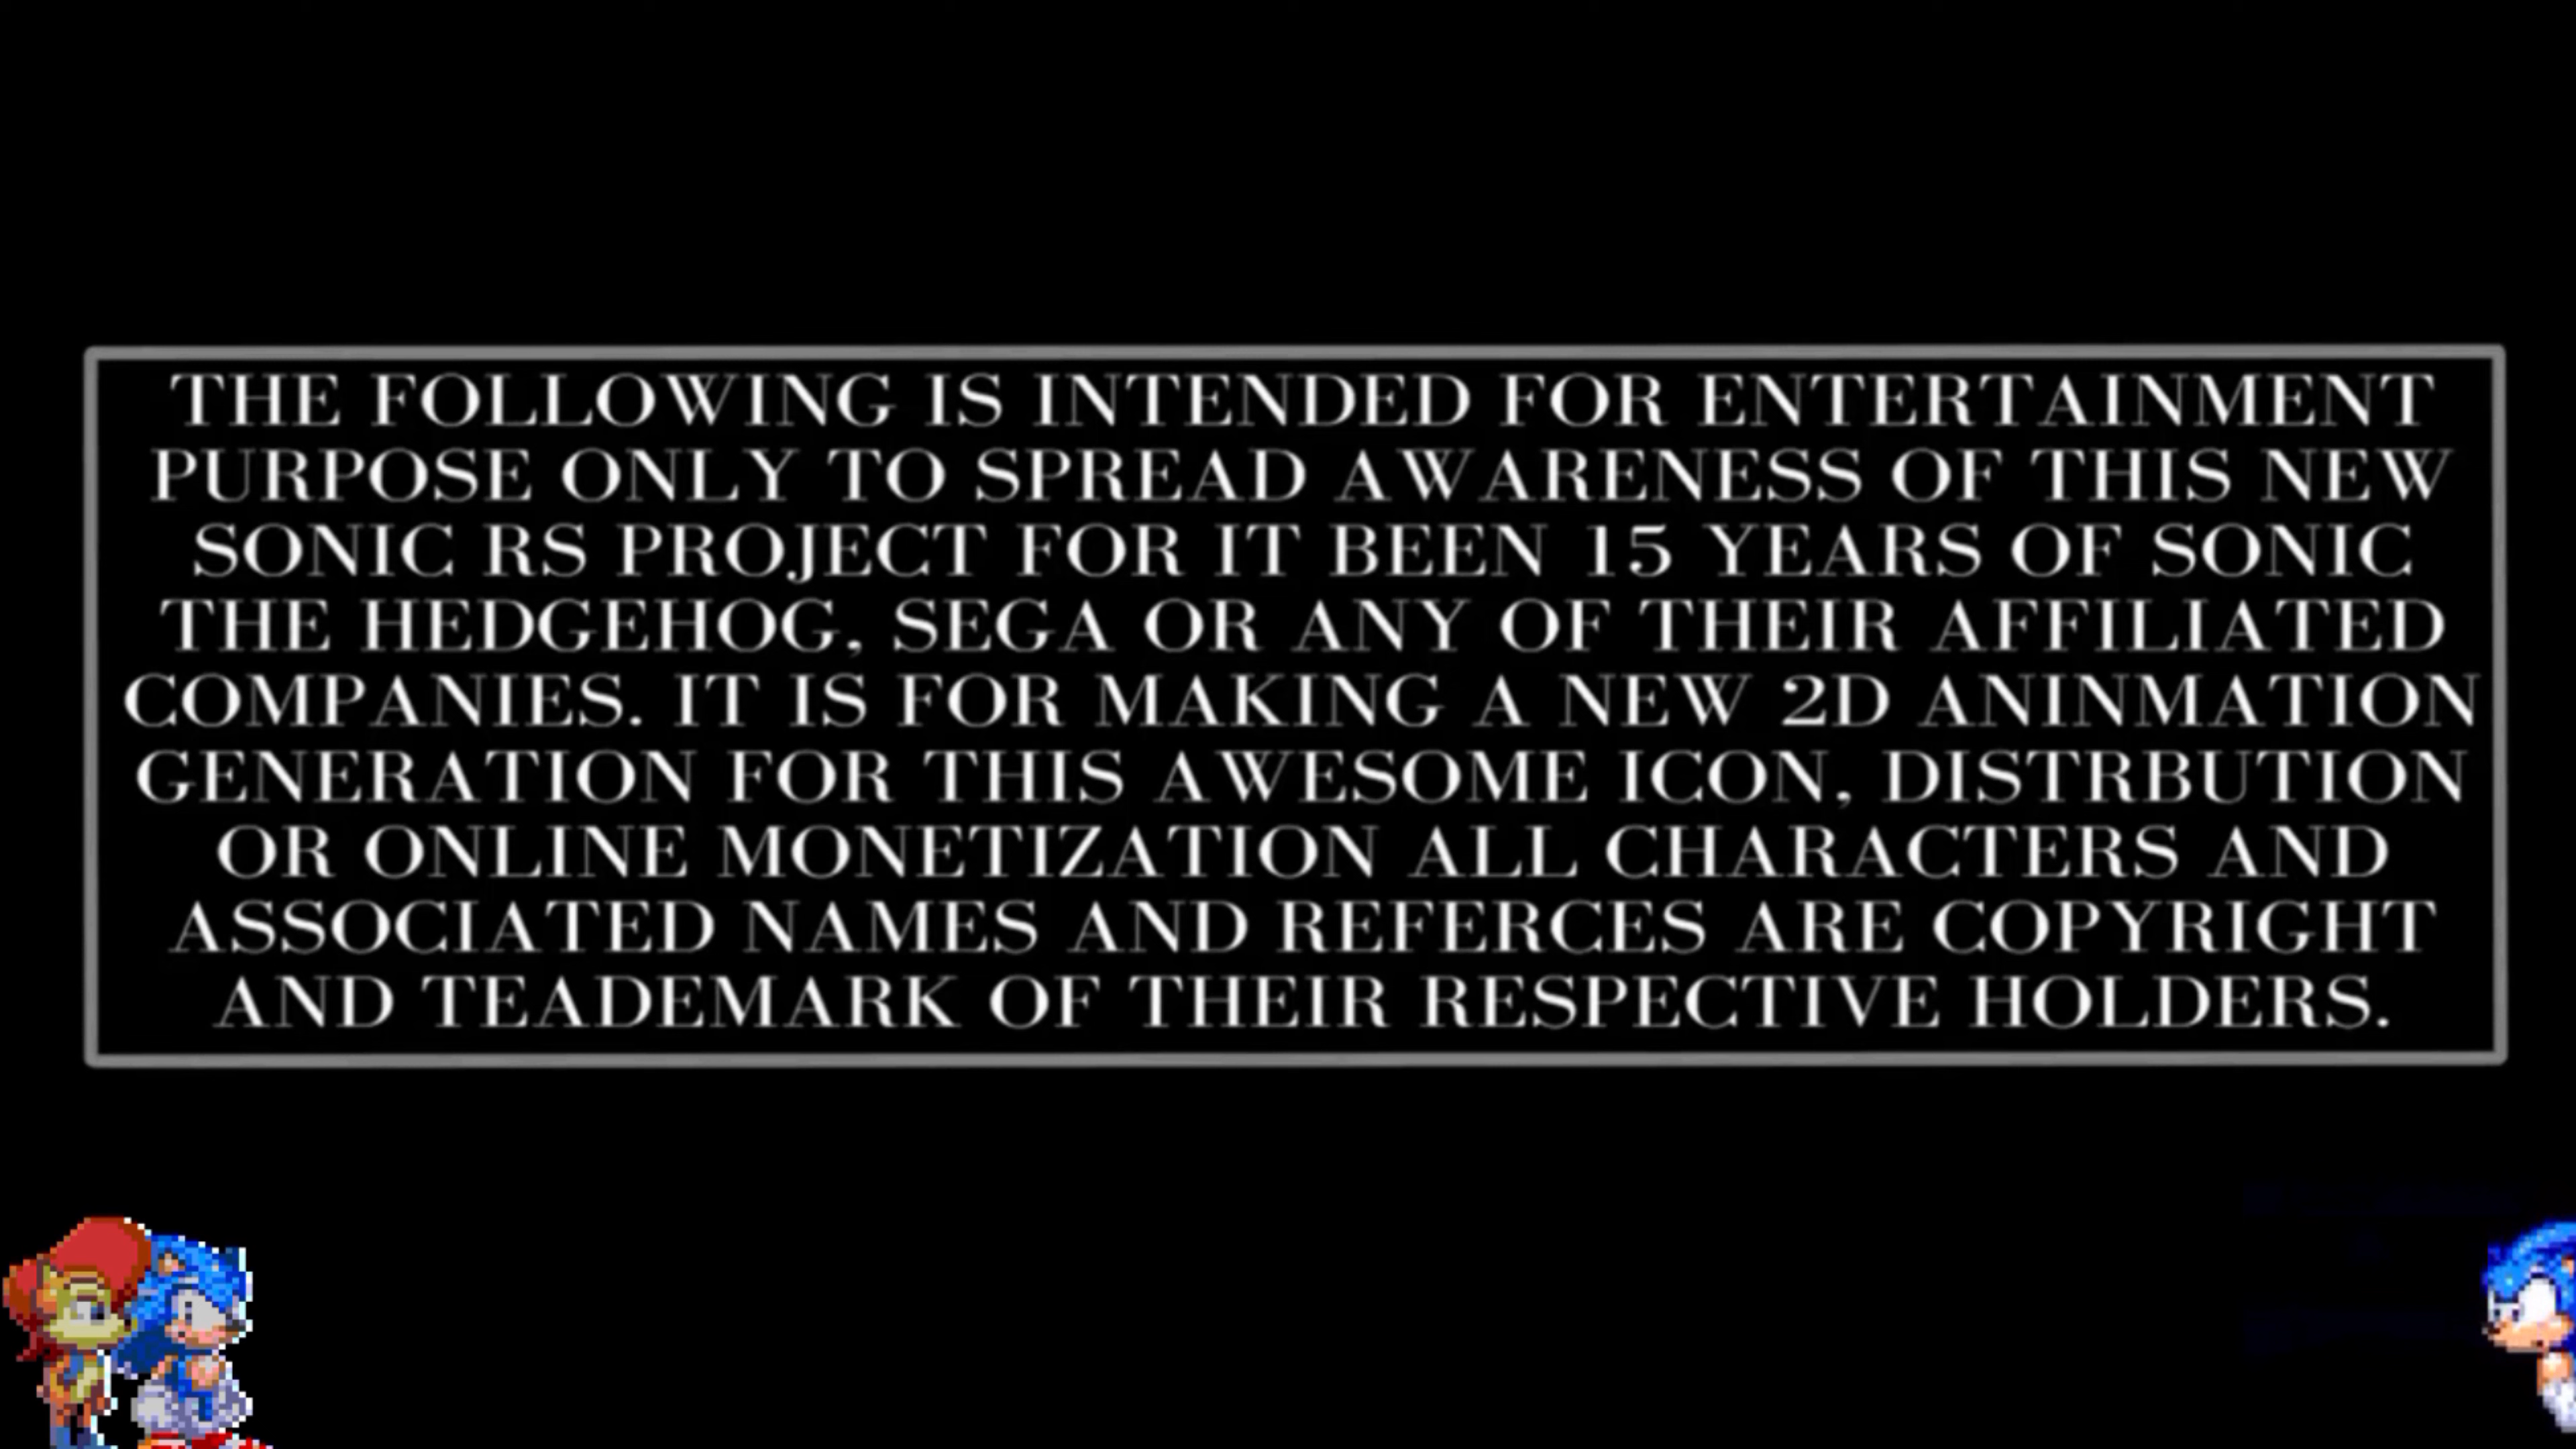 THE FOLLOWING IS INTENDED FOR ENTERTAINMENT
PURPOSE ONLY TO SPREAD AWARENESS OF THIS NEW
SONIC RS PROJECT FOR IT BEEN 15 YEARS OF SONIC
THE HEDGEHOG, SEGA OR ANY OF THEIR AFFILIATED
COMPANIES. IT IS FOR MAKING A NEW 2D ANINMATION
GENERATION FOR THIS AWESOME ICON, DISTRBUTION
OR ONLINE MONETIZATION ALL CHARACTERS AND
ASSOCIATED NAMES AND REFERCES ARE COPYRIGHT
AND TEADEMARK OF THEIR RESPECTIVE HOLDERS.